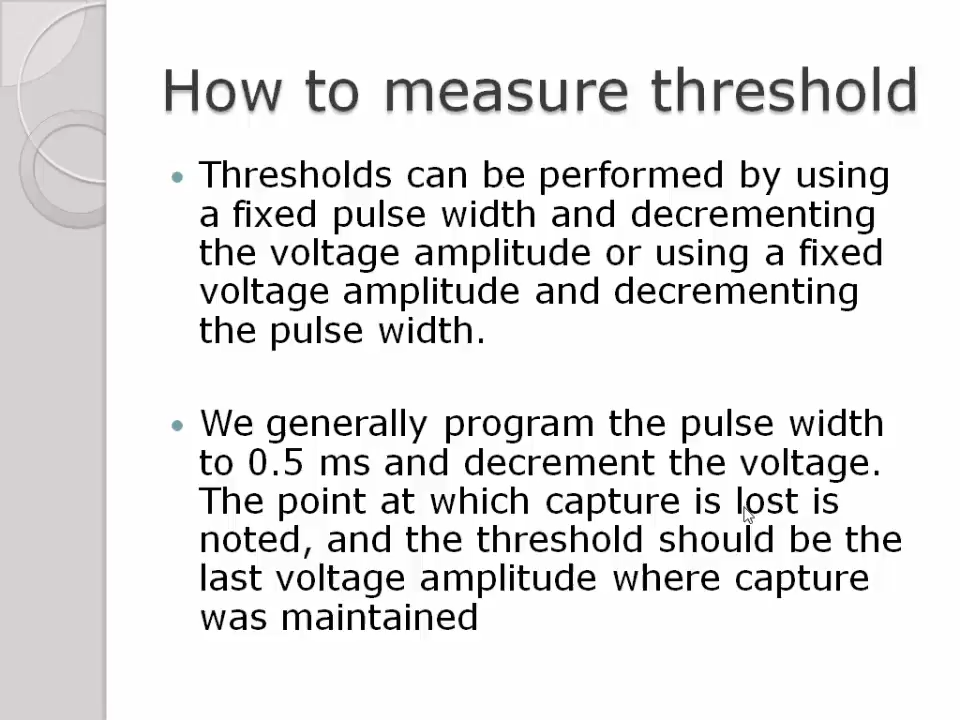 How to measure threshold
• Thresholds can be performed by using
a fixed pulse width and decrementing
the voltage amplitude or using a fixed
voltage amplitude and decrementing
the pulse width.
• We generally program the pulse width
to 0.5 ms and decrement the voltage.
The point at which capture is lost is
noted, and the threshold should be the
last voltage amplitude where capture
was maintained